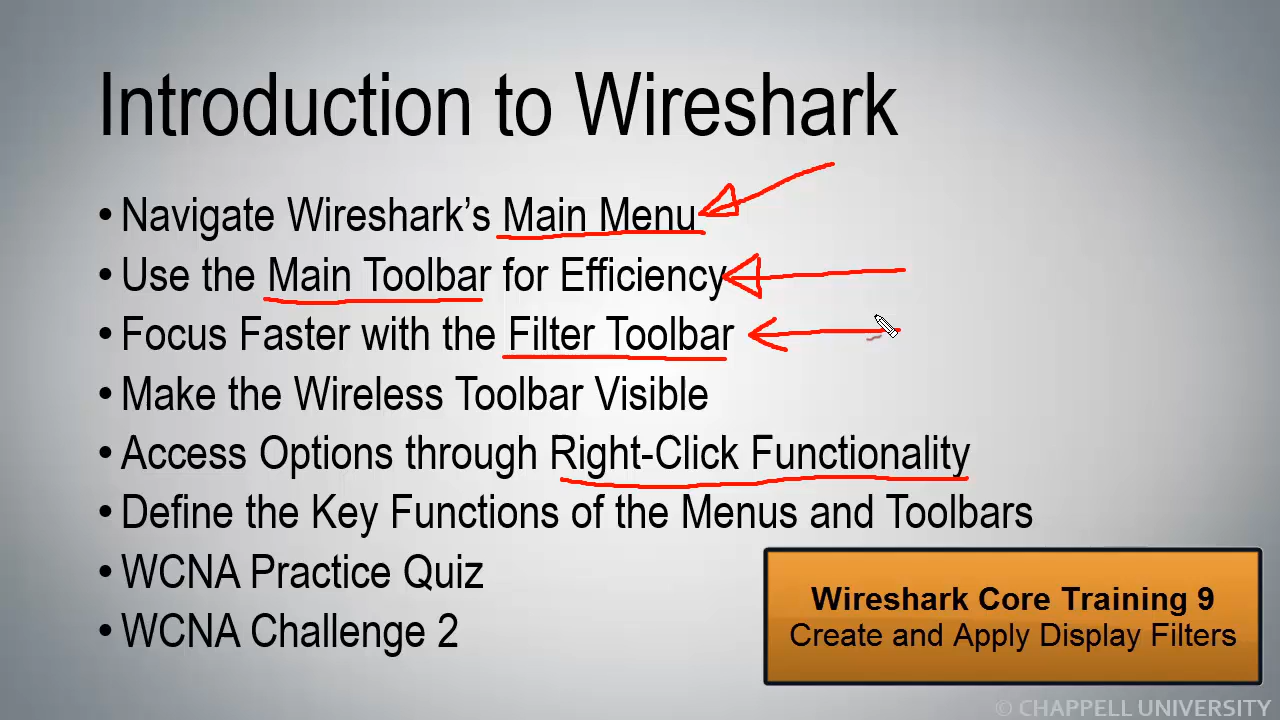 Introduction to Wireshark
• Navigate Wireshark’s Main Menu
• Use the Main Toolbar for Efficiency
• Focus Faster with the Filter Toolbar
• Make the Wireless Toolbar Visible
• Access Options through Right-Click Functionality
• Define the Key Functions of the Menus and Toolbars
• WCNA Practice Quiz
• WCNA Challenge 2
Wireshark Core Training 9
Create and Apply Display Filters
© CHAPPELL UNIVERSITY